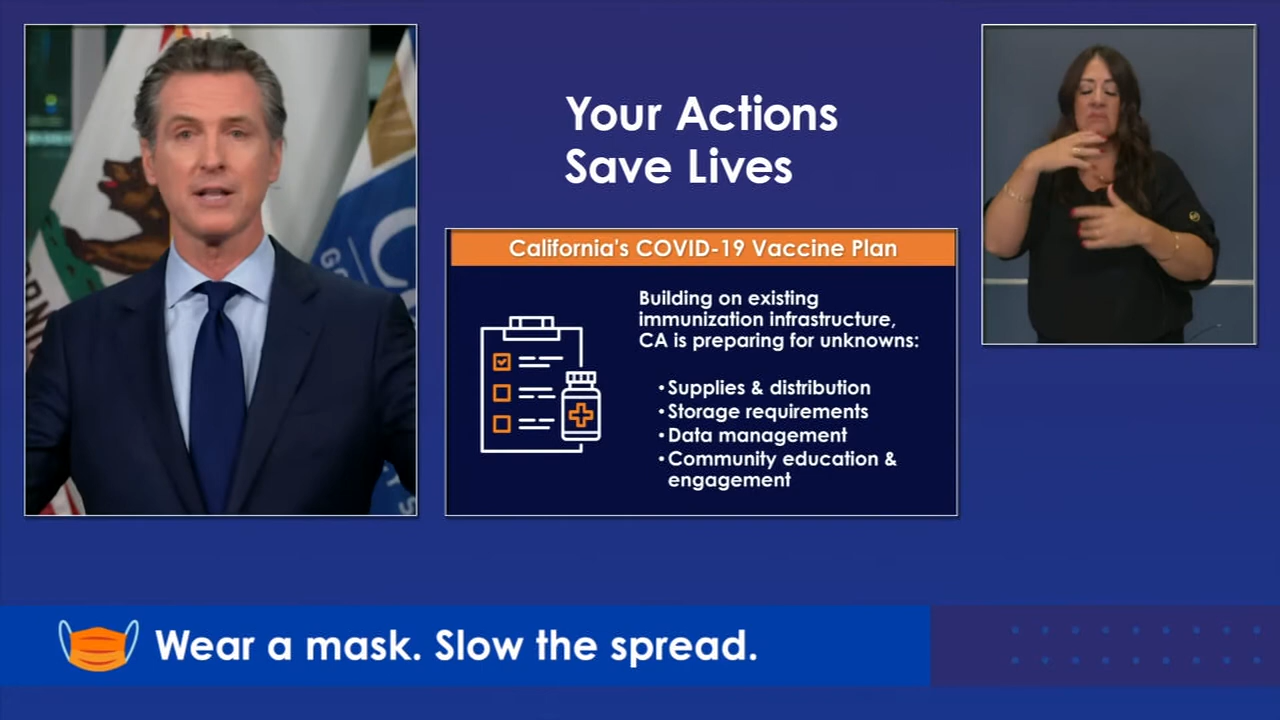 Your Actions
Save Lives
California's COVID-19 Vaccine Plan
Building on existing
immunization infrastructure,
CA is preparing for unknowns:
•Supplies & distribution
•Storage requirements
•Data management
•Community education &
engagement
Wear a mask. Slow the spread.